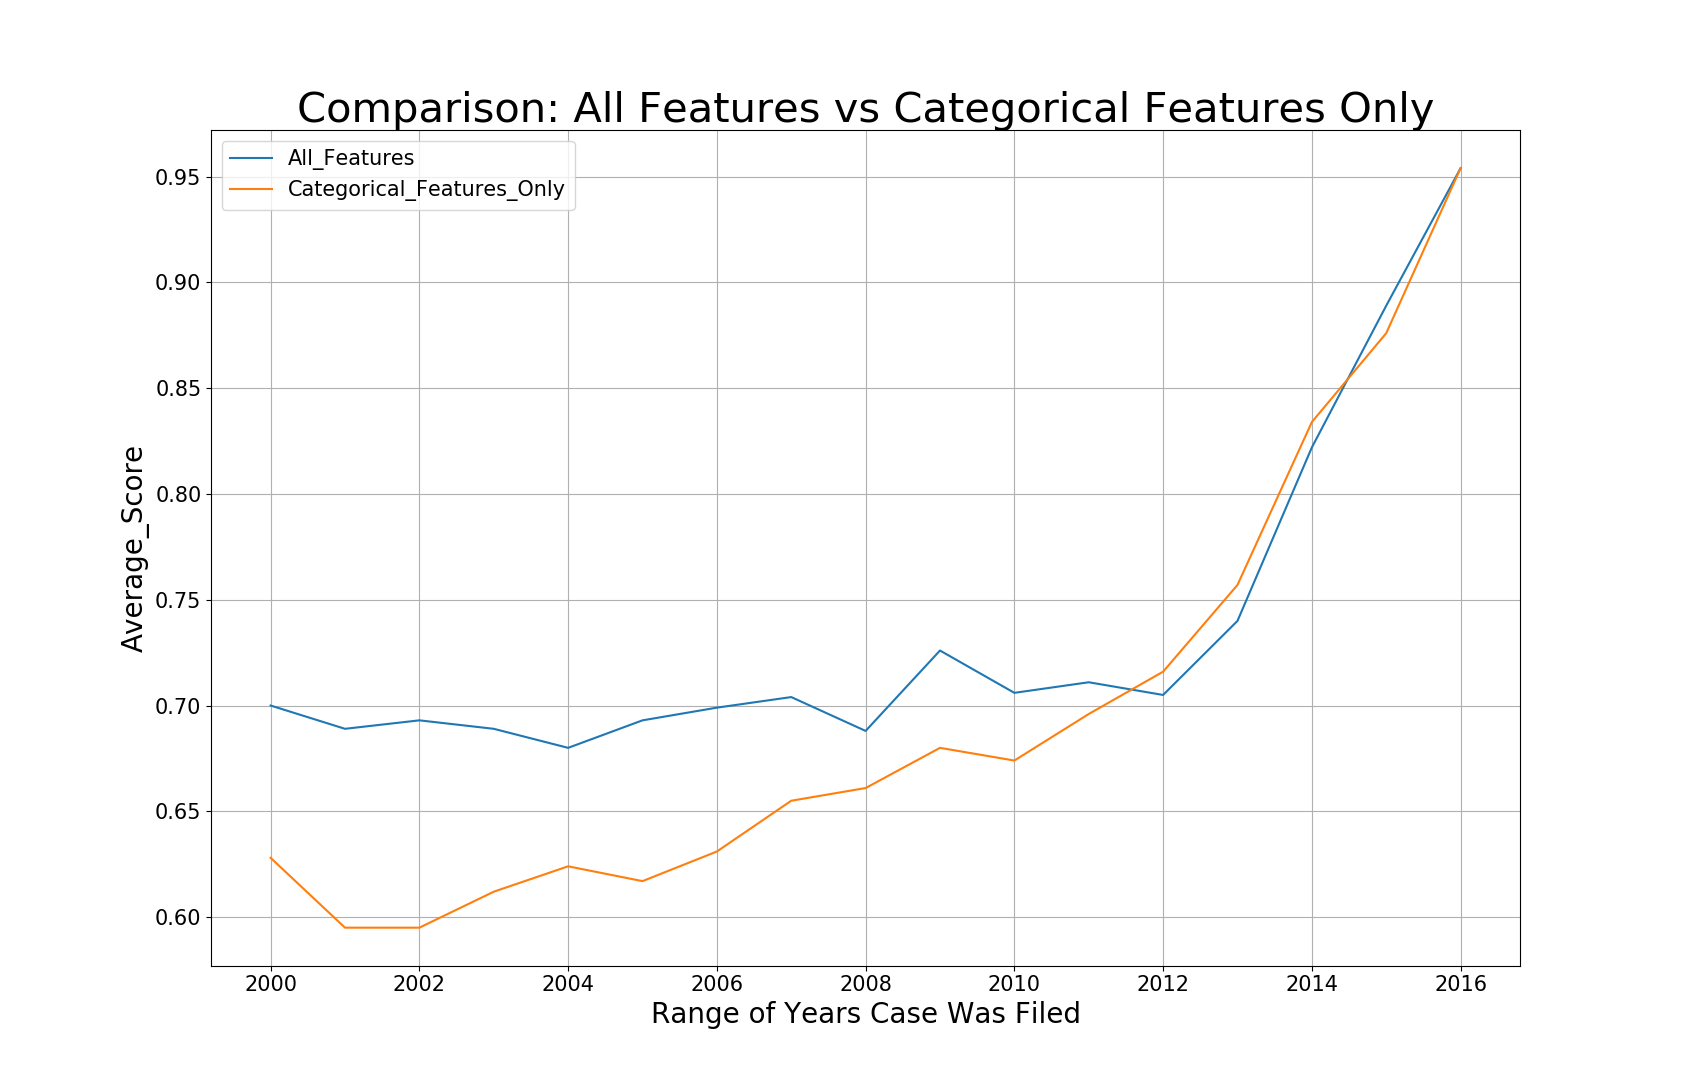 Comparison: All Features vs Categorical Features Only
All_Features
Categorical_Features_Only
0.95
0.90
0.85
0.80
0.75
0.70
0.65
0.60
Average_Score
2000 2002 2004 2006 2008 2010 2012 2014 2016
Range of Years Case Was Filed